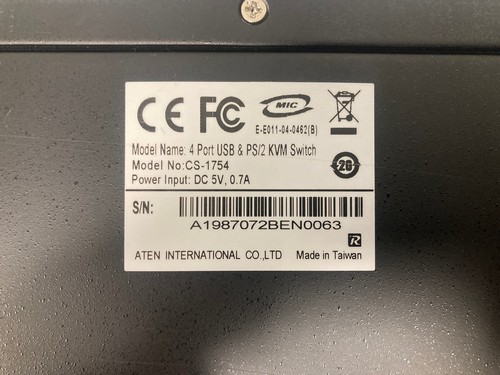 CE FC MIC
E-E011-04-0462(B)
Model Name: 4 Port USB & PS/2 KVM Switch
Model No:CS-1754
Power Input: DC 5V, 0.7A
20
S/N:
A1987072BEN0063
R
ATEN INTERNATIONAL CO.,LTD Made in Taiwan